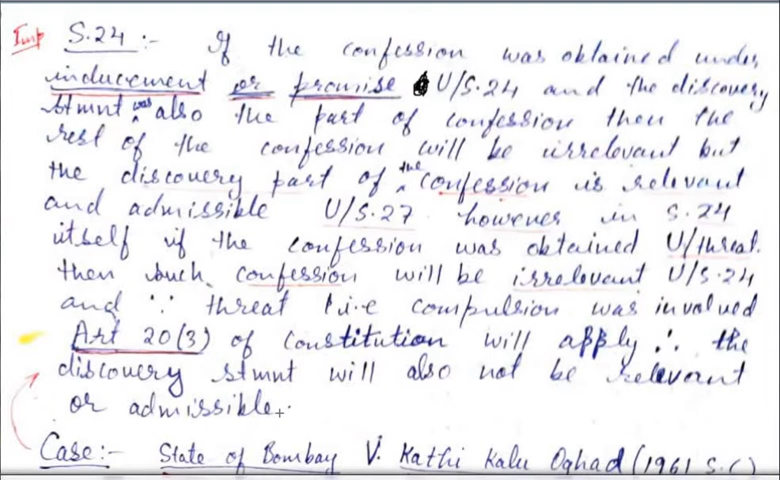 Imp S.24 :- If the confession was obtained under
inducement or promise U/S.24 and the discovery
stmnt was also the part of confession then the
rest of the confession will be irrelevant but
the discovery part of the confession is relevant
and admissible U/S.27. however in S.24
itself if the confession was obtained U/threat.
then such confession will be irrelevant U/S.24
and ∵ threat i.e compulsion was involved
Art 20(3) of Constitution will apply ∴ the
discovery stmnt will also not be relevant
or admissible.
Case:- State of Bombay V. Kathi Kalu Oghad (1961 S.C)